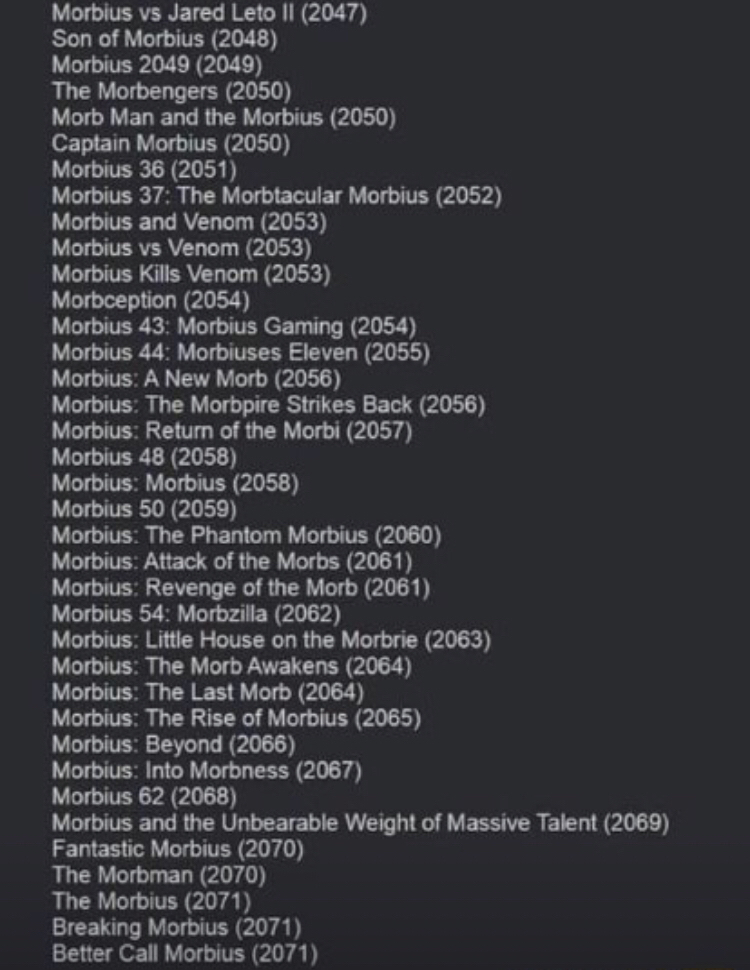 Morbius vs Jared Leto II (2047)
Son of Morbius (2048)
Morbius 2049 (2049)
The Morbengers (2050)
Morb Man and the Morbius (2050)
Captain Morbius (2050)
Morbius 36 (2051)
Morbius 37: The Morbtacular Morbius (2052)
Morbius and Venom (2053)
Morbius vs Venom (2053)
Morbius Kills Venom (2053)
Morbception (2054)
Morbius 43: Morbius Gaming (2054)
Morbius 44: Morbiuses Eleven (2055)
Morbius: A New Morb (2056)
Morbius: The Morbpire Strikes Back (2056)
Morbius: Return of the Morbi (2057)
Morbius 48 (2058)
Morbius: Morbius (2058)
Morbius 50 (2059)
Morbius: The Phantom Morbius (2060)
Morbius: Attack of the Morbs (2061)
Morbius: Revenge of the Morb (2061)
Morbius 54: Morbzilla (2062)
Morbius: Little House on the Morbrie (2063)
Morbius: The Morb Awakens (2064)
Morbius: The Last Morb (2064)
Morbius: The Rise of Morbius (2065)
Morbius: Beyond (2066)
Morbius: Into Morbness (2067)
Morbius 62 (2068)
Morbius and the Unbearable Weight of Massive Talent (2069)
Fantastic Morbius (2070)
The Morbman (2070)
The Morbius (2071)
Breaking Morbius (2071)
Better Call Morbius (2071)